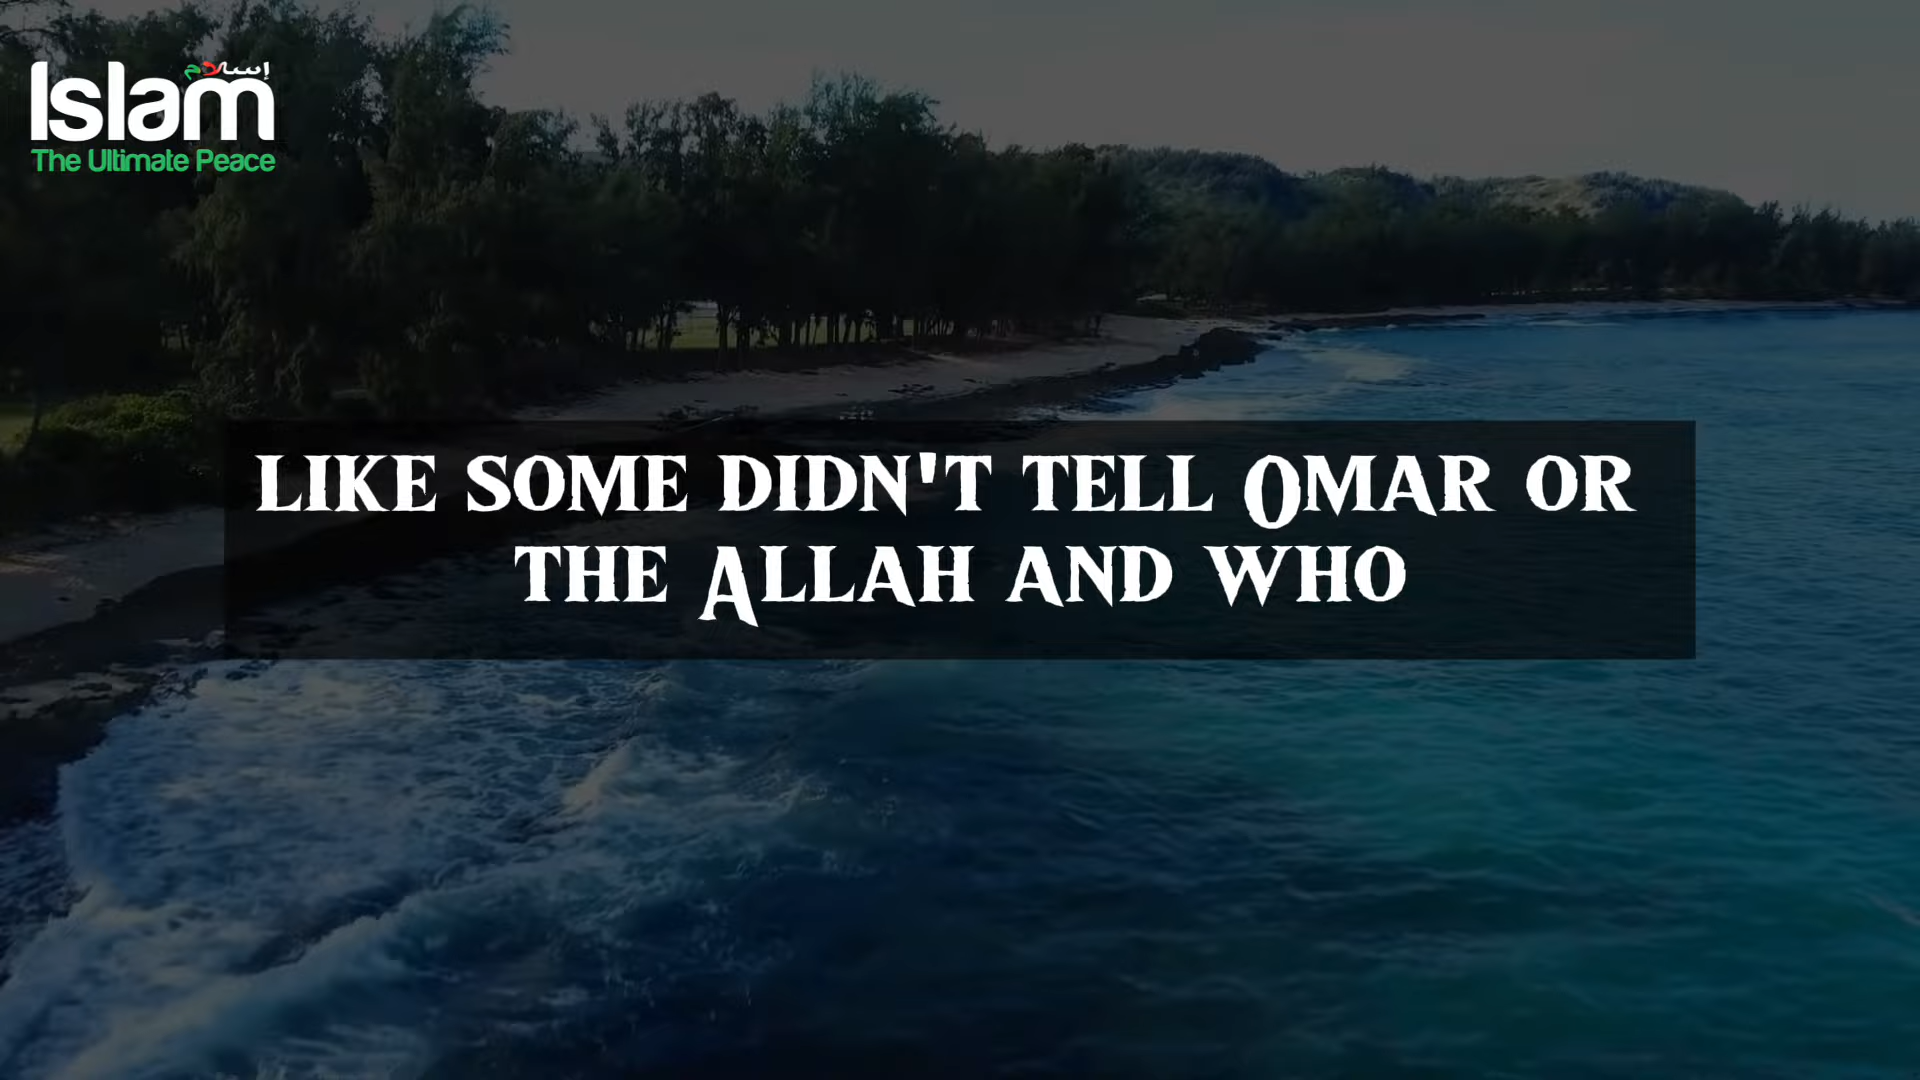 إسلام
Islam
The Ultimate Peace
LIKE SOME DIDN'T TELL OMAR OR
THE ALLAH AND WHO